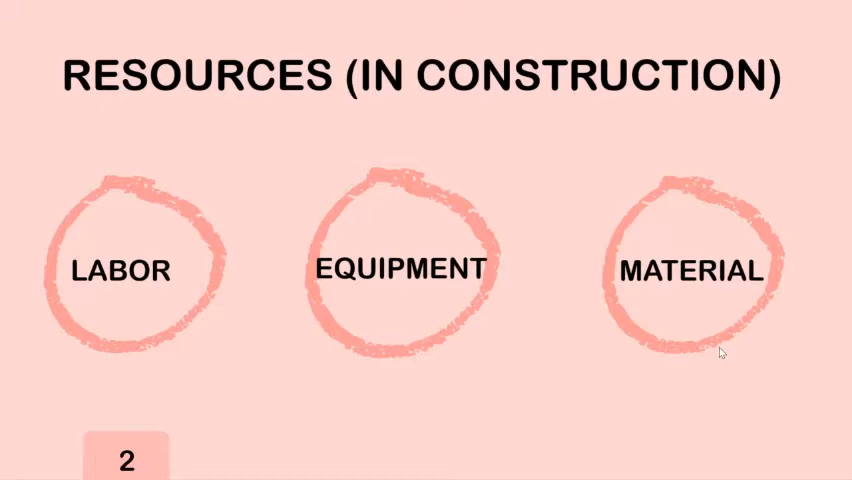 RESOURCES (IN CONSTRUCTION)
LABOR
EQUIPMENT
MATERIAL
2